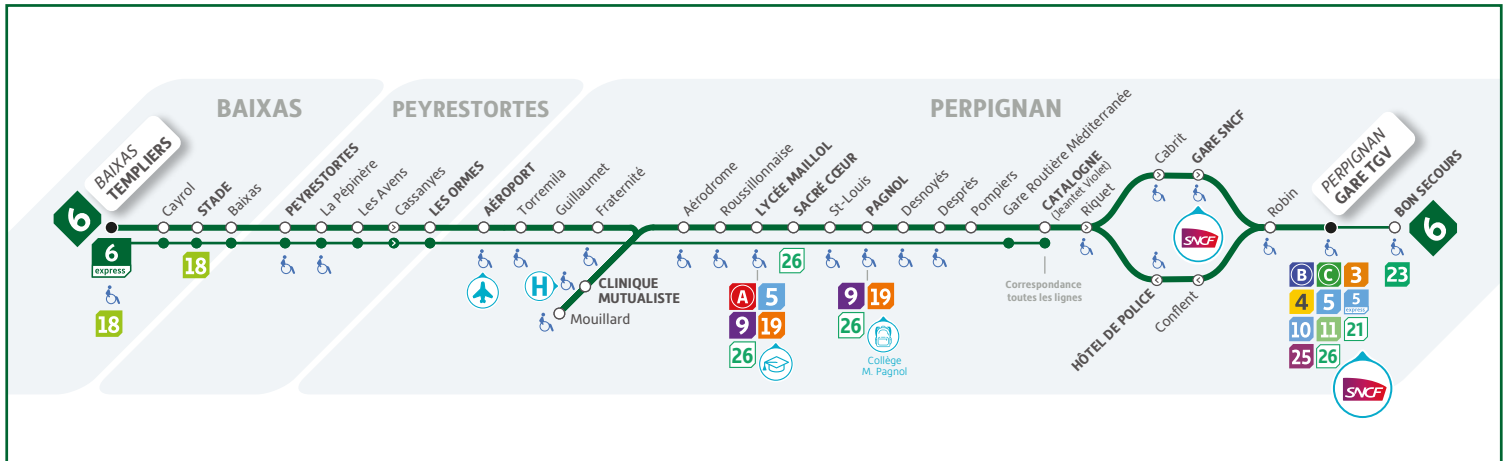 BAIXAS
PEYRESTORTES
PERPIGNAN
6
BAIXAS
TEMPLIERS
6
express
18
Cayrol
STADE
18
Baixas
PEYRESTORTES
La Pépinère
Les Avens
Cassanyes
LES ORMES
AÉROPORT
Torremila
Guillaumet
Fraternité
H
CLINIQUE
MUTUALISTE
Mouillard
Aérodrome
Roussillonnaise
LYCÉE MAILLOL
A 5
9 19
26
SACRÉ CŒUR
26
St-Louis
PAGNOL
9 19
26
Collège
M. Pagnol
Desnoyés
Desprès
Pompiers
Gare Routière Méditerranée
CATALOGNE
(Jeantet Violet)
Correspondance
toutes les lignes
Riquet
Cabrit
GARE SNCF
SNCF
HÔTEL DE POLICE
Conflent
Robin
PERPIGNAN
GARE TGV
B C 3
4 5 5
express
10 11 21
25 26
SNCF
BON SECOURS
23
6